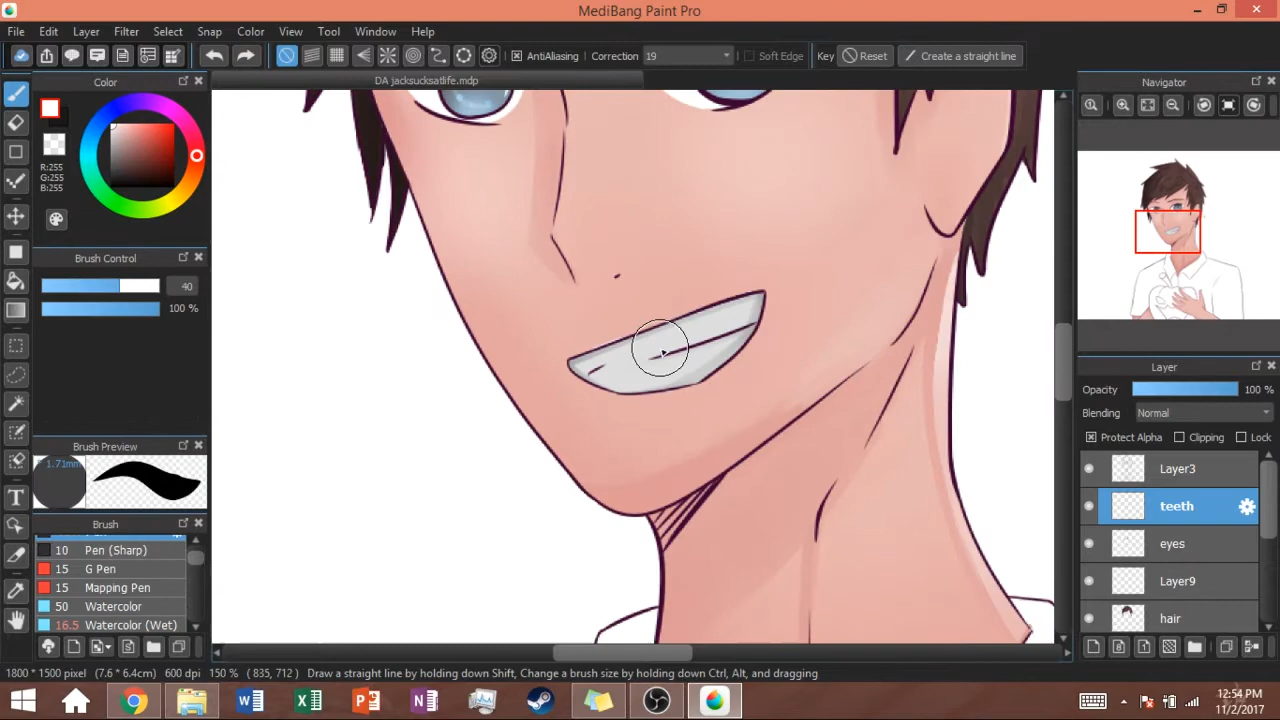 MediBang Paint Pro
File Edit Layer Filter Select Snap Color View Tool Window Help
AntiAliasing Correction 19 Soft Edge Key Reset Create a straight line
DA jacksucksatlife.mdp
Color
R:255
G:255
B:255
Brush Control
40
100 %
Brush Preview
1.71mm
Brush
10 Pen (Sharp)
15 G Pen
15 Mapping Pen
50 Watercolor
16.5 Watercolor (Wet)
T
Navigator
Layer
Opacity 100 %
Blending Normal
Protect Alpha Clipping Lock
Layer3
teeth
eyes
Layer9
hair
1800 * 1500 pixel (7.6 * 6.4cm) 600 dpi 150 % ( 835, 712 ) Draw a straight line by holding down Shift, Change a brush size by holding down Ctrl, Alt, and dragging
12:54 PM
11/2/2017